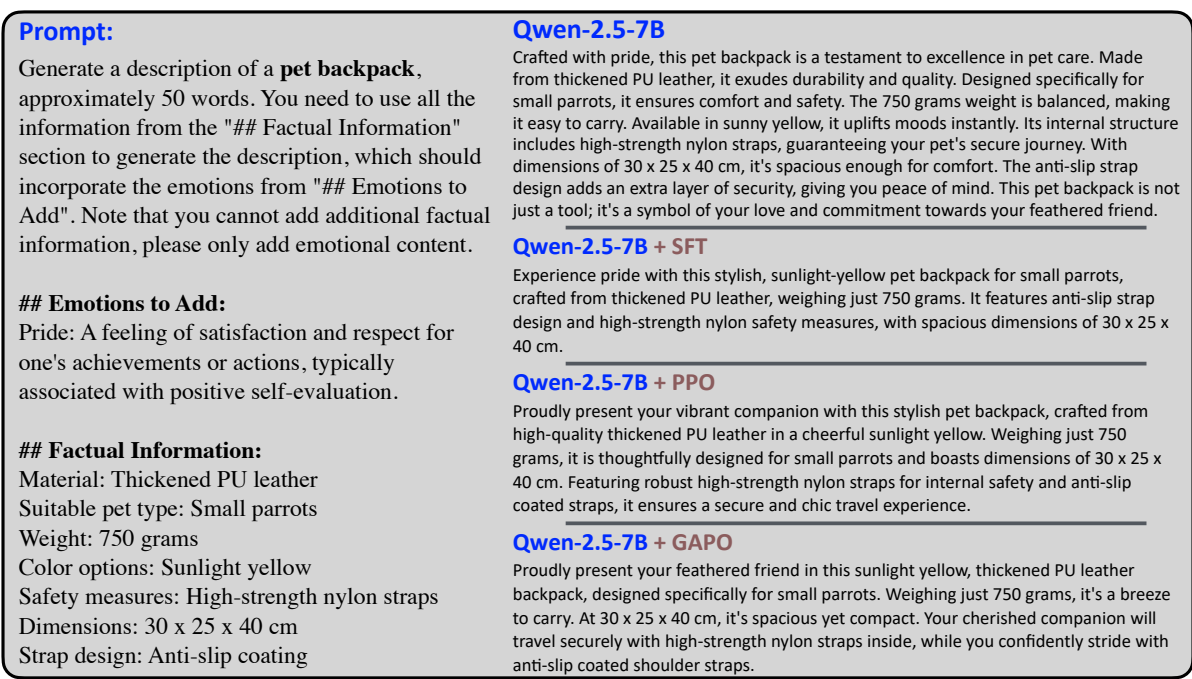 Prompt:
Generate a description of a pet backpack,
approximately 50 words. You need to use all the
information from the "## Factual Information"
section to generate the description, which should
incorporate the emotions from "## Emotions to
Add". Note that you cannot add additional factual
information, please only add emotional content.
## Emotions to Add:
Pride: A feeling of satisfaction and respect for
one's achievements or actions, typically
associated with positive self-evaluation.
## Factual Information:
Material: Thickened PU leather
Suitable pet type: Small parrots
Weight: 750 grams
Color options: Sunlight yellow
Safety measures: High-strength nylon straps
Dimensions: 30 x 25 x 40 cm
Strap design: Anti-slip coating
Qwen-2.5-7B
Crafted with pride, this pet backpack is a testament to excellence in pet care. Made
from thickened PU leather, it exudes durability and quality. Designed specifically for
small parrots, it ensures comfort and safety. The 750 grams weight is balanced, making
it easy to carry. Available in sunny yellow, it uplifts moods instantly. Its internal structure
includes high-strength nylon straps, guaranteeing your pet's secure journey. With
dimensions of 30 x 25 x 40 cm, it's spacious enough for comfort. The anti-slip strap
design adds an extra layer of security, giving you peace of mind. This pet backpack is not
just a tool; it's a symbol of your love and commitment towards your feathered friend.
Qwen-2.5-7B + SFT
Experience pride with this stylish, sunlight-yellow pet backpack for small parrots,
crafted from thickened PU leather, weighing just 750 grams. It features anti-slip strap
design and high-strength nylon safety measures, with spacious dimensions of 30 x 25 x
40 cm.
Qwen-2.5-7B + PPO
Proudly present your vibrant companion with this stylish pet backpack, crafted from
high-quality thickened PU leather in a cheerful sunlight yellow. Weighing just 750
grams, it is thoughtfully designed for small parrots and boasts dimensions of 30 x 25 x
40 cm. Featuring robust high-strength nylon straps for internal safety and anti-slip
coated straps, it ensures a secure and chic travel experience.
Qwen-2.5-7B + GAPO
Proudly present your feathered friend in this sunlight yellow, thickened PU leather
backpack, designed specifically for small parrots. Weighing just 750 grams, it's a breeze
to carry. At 30 x 25 x 40 cm, it's spacious yet compact. Your cherished companion will
travel securely with high-strength nylon straps inside, while you confidently stride with
anti-slip coated shoulder straps.